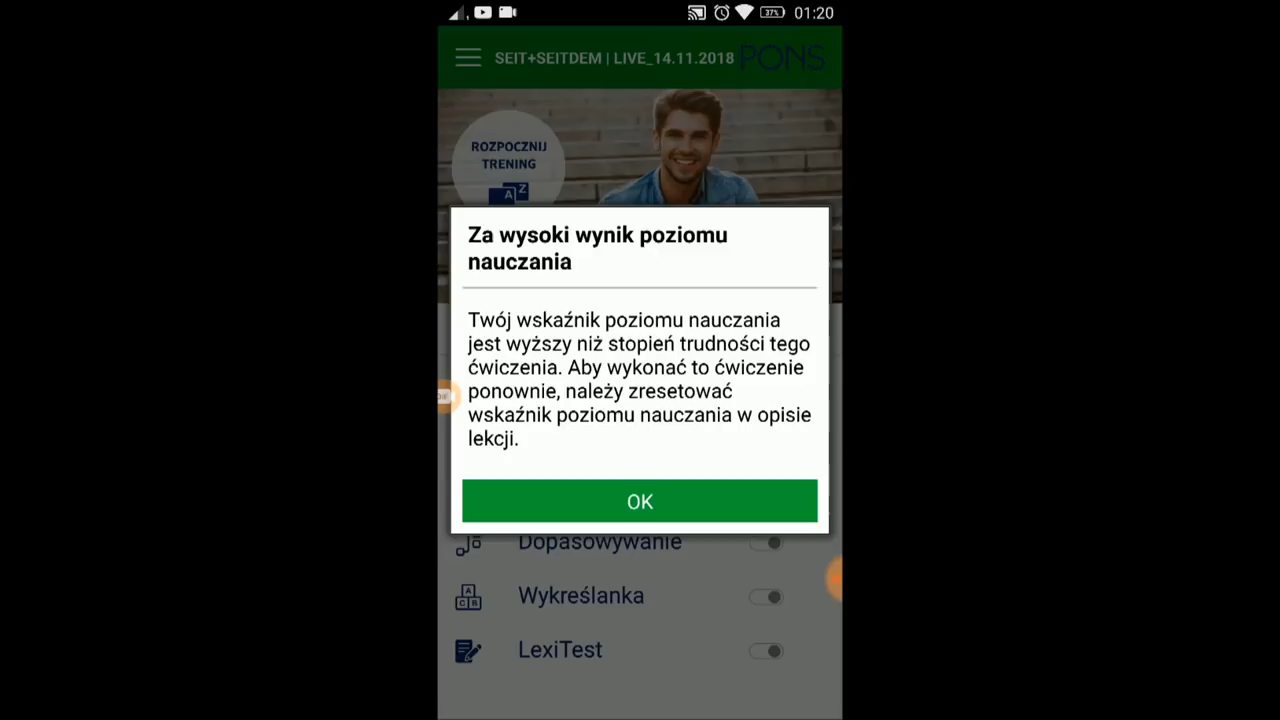 37% 01:20
SEIT+SEITDEM | LIVE_14.11.2018 PONS
ROZPOCZNIJ
TRENING
A Z
Za wysoki wynik poziomu
nauczania
Twój wskaźnik poziomu nauczania
jest wyższy niż stopień trudności tego
ćwiczenia. Aby wykonać to ćwiczenie
ponownie, należy zresetować
wskaźnik poziomu nauczania w opisie
lekcji.
OK
Dopasowywanie
A
C B
Wykreślanka
LexiTest